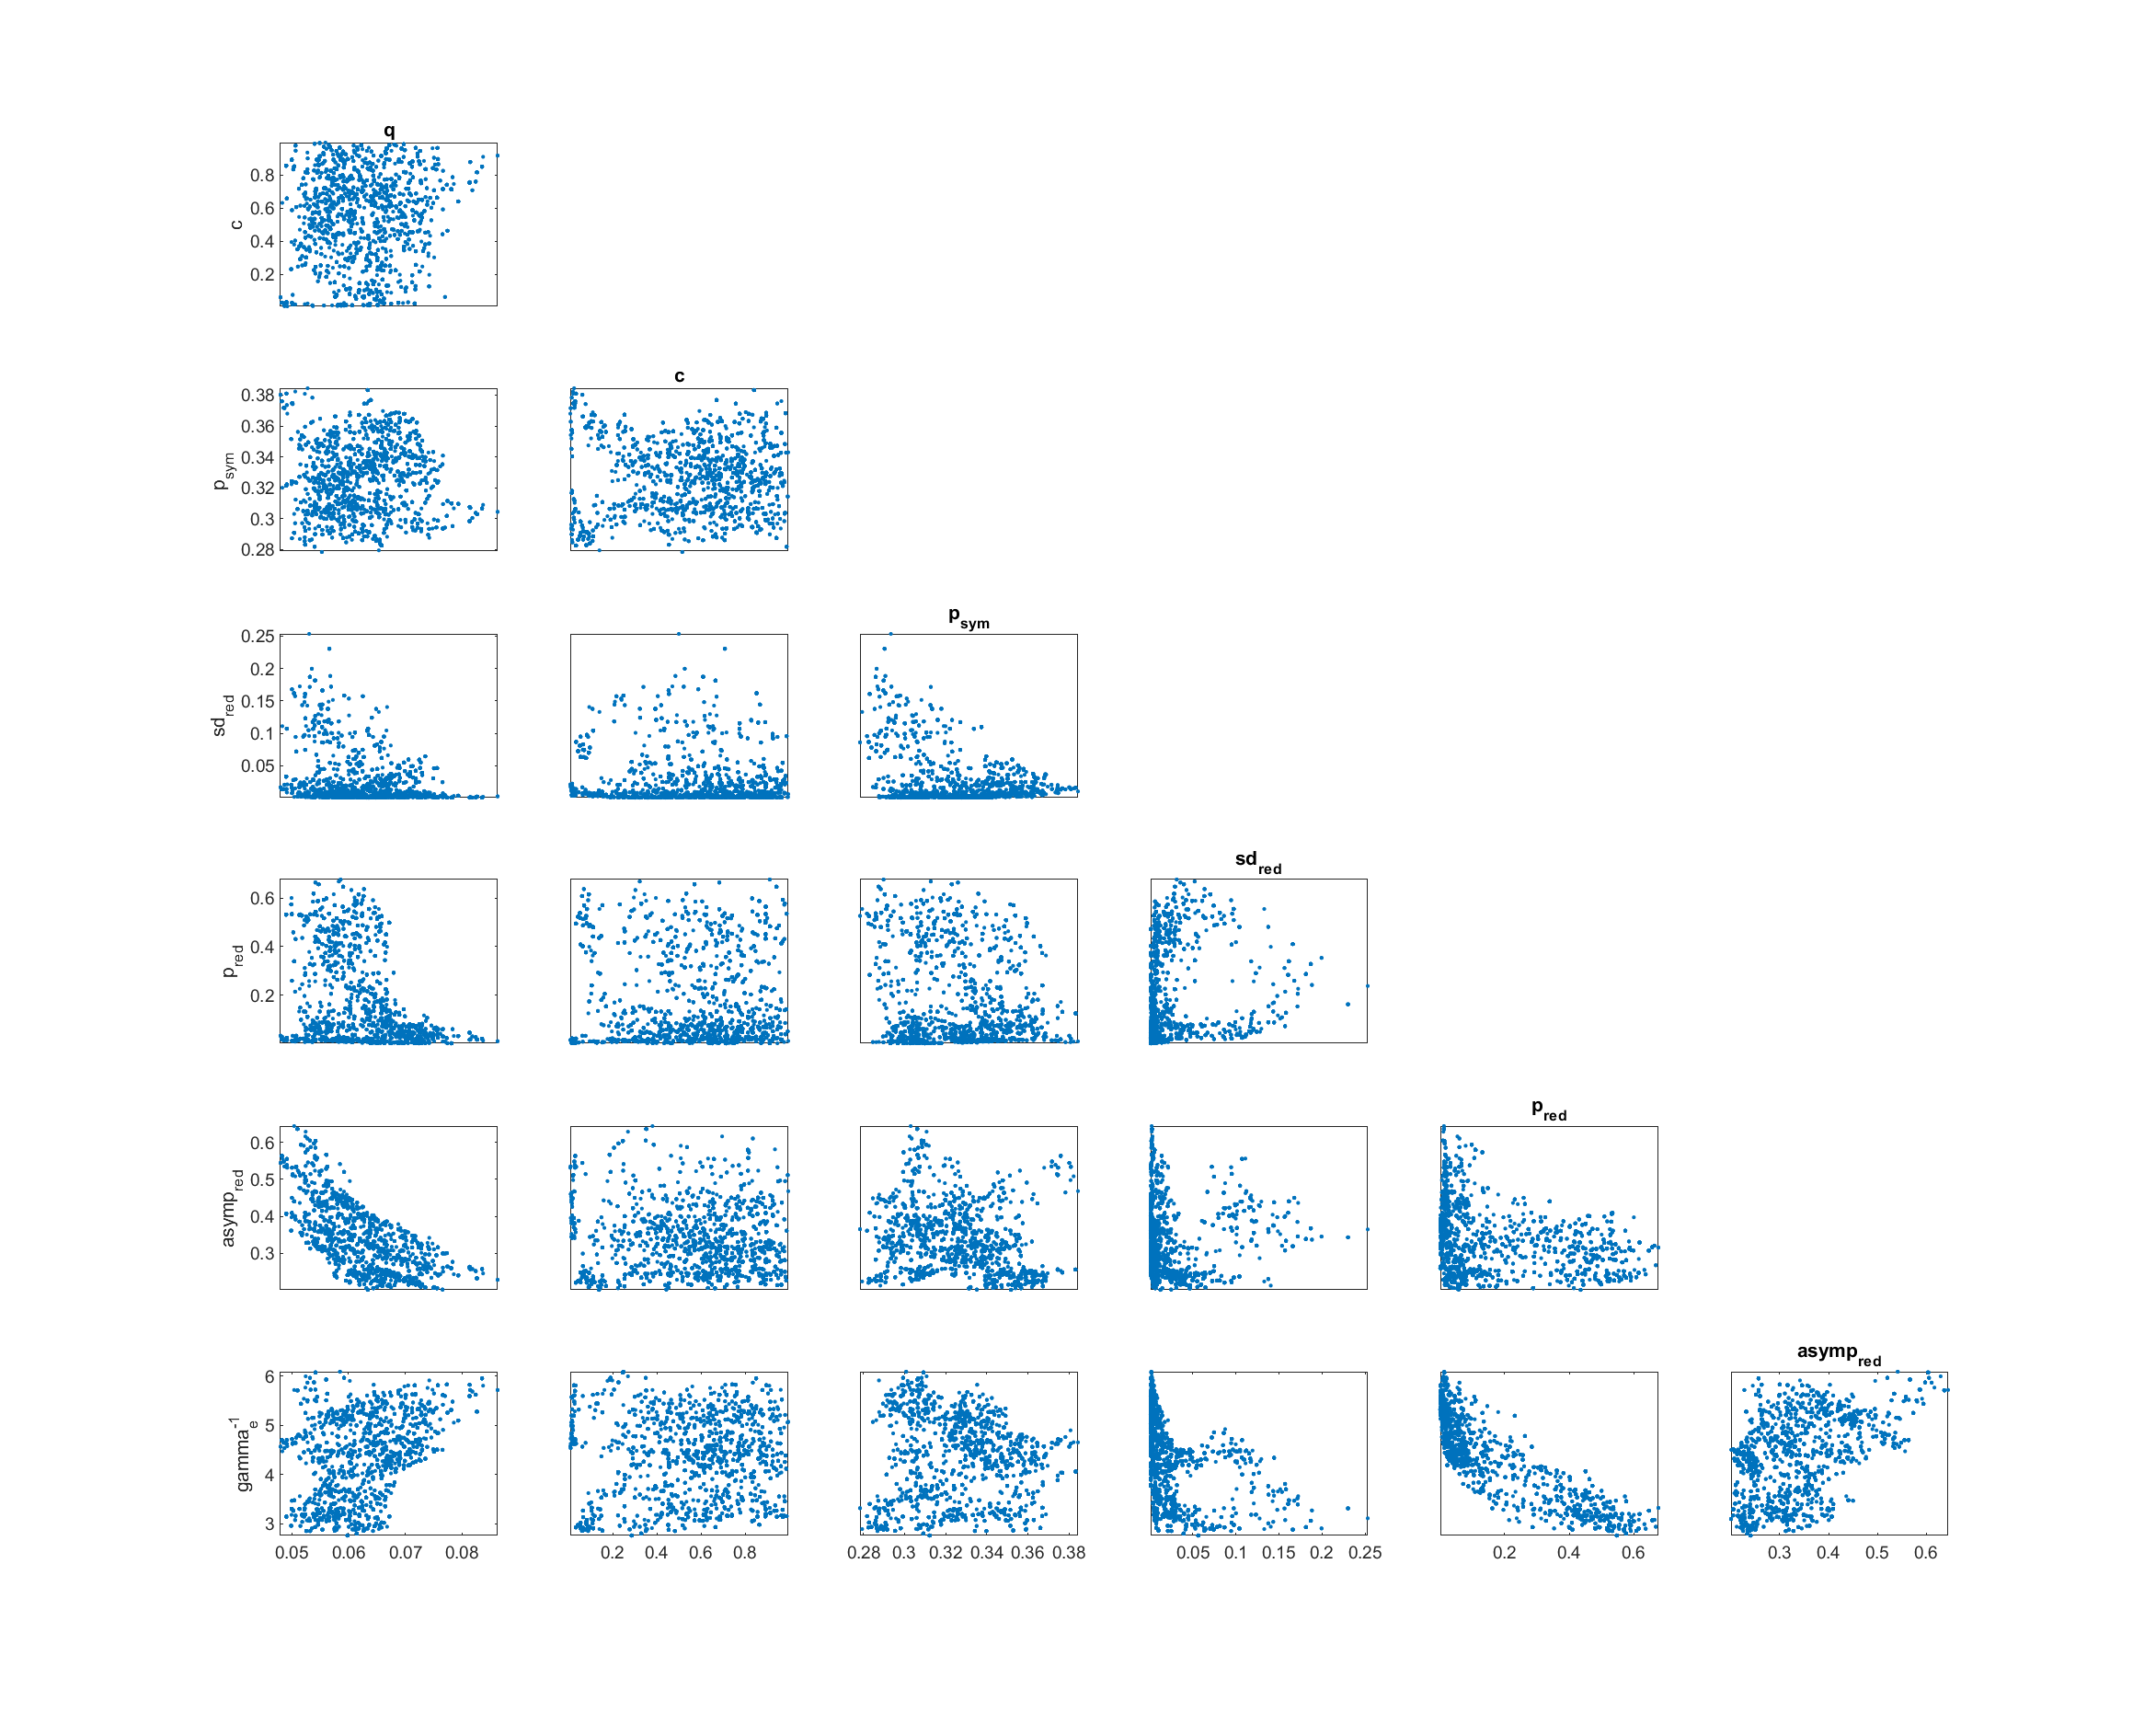 q
0.8
0.6
0.4
0.2
c
c
0.38
0.36
0.34
0.32
0.3
0.28
p_sym
p_sym
0.25
0.2
0.15
0.1
0.05
sd_red
sd_red
0.6
0.4
0.2
p_red
p_red
0.6
0.5
0.4
0.3
asymp_red
asymp_red
6
5
4
3
gamma_e^-1
0.05 0.06 0.07 0.08
0.2 0.4 0.6 0.8
0.28 0.3 0.32 0.34 0.36 0.38
0.05 0.1 0.15 0.2 0.25
0.2 0.4 0.6
0.3 0.4 0.5 0.6